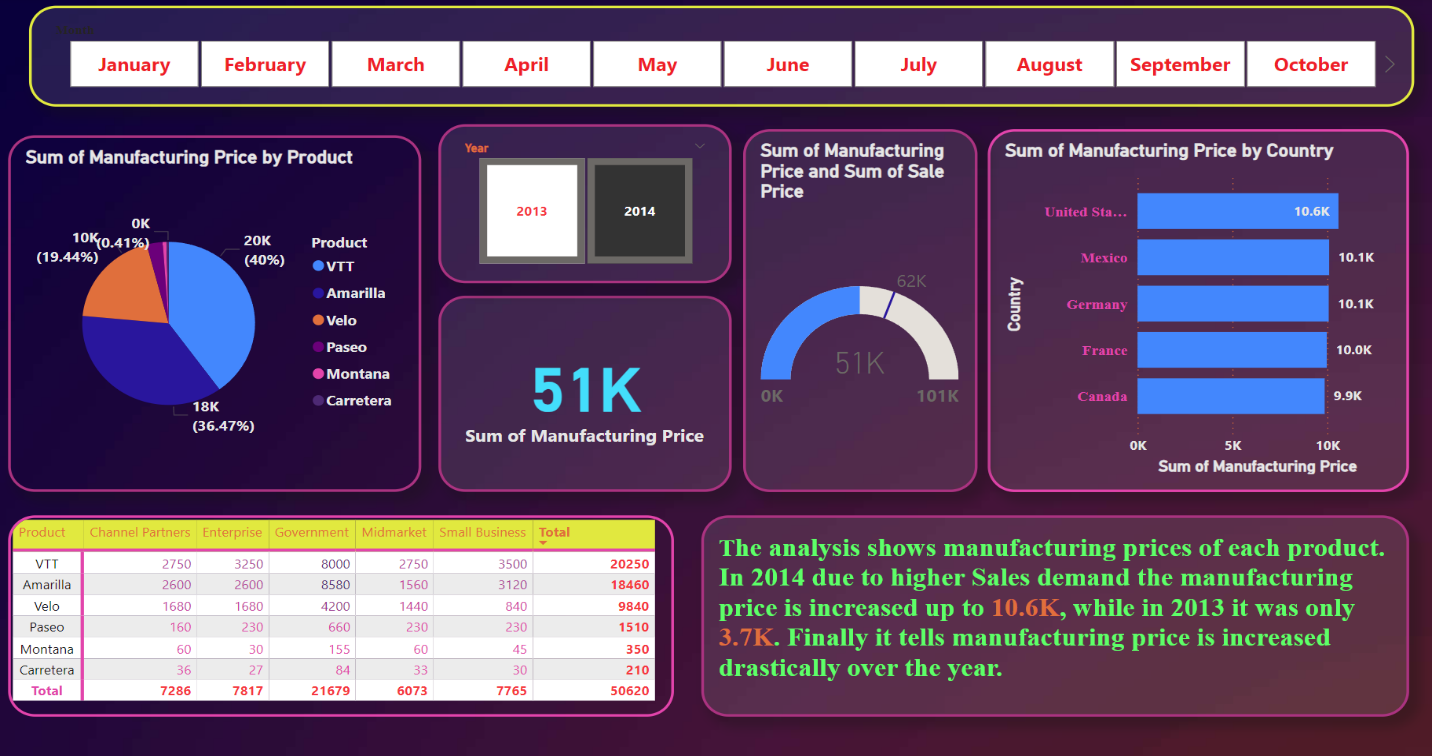 January February March April May June July August September October
Sum of Manufacturing Price by Product
0K
(0.41%)
10K
(19.44%)
20K
(40%)
18K
(36.47%)
Product
VTT
Amarilla
Velo
Paseo
Montana
Carretera
Year
2013 2014
51K
Sum of Manufacturing Price
Sum of Manufacturing
Price and Sum of Sale
Price
62K
51K
0K 101K
Sum of Manufacturing Price by Country
Country
United Sta... 10.6K
Mexico 10.1K
Germany 10.1K
France 10.0K
Canada 9.9K
0K 5K 10K
Sum of Manufacturing Price
Product Channel Partners Enterprise Government Midmarket Small Business Total
VTT 2750 3250 8000 2750 3500 20250
Amarilla 2600 2600 8580 1560 3120 18460
Velo 1680 1680 4200 1440 840 9840
Paseo 160 230 660 230 230 1510
Montana 60 30 155 60 45 350
Carretera 36 27 84 33 30 210
Total 7286 7817 21679 6073 7765 50620
The analysis shows manufacturing prices of each product.
In 2014 due to higher Sales demand the manufacturing
price is increased up to 10.6K, while in 2013 it was only
3.7K. Finally it tells manufacturing price is increased
drastically over the year.